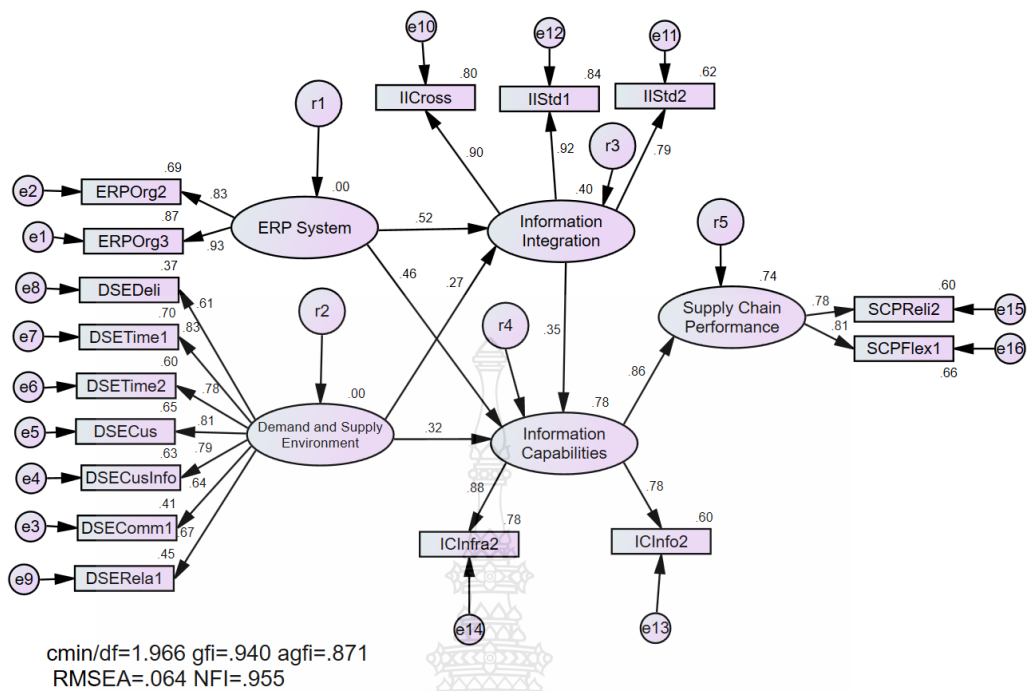 e10
e12
e11
.80
.84
.62
IICross
IIStd1
IIStd2
r1
.90
.92
r3
.79
.69
e2
ERPOrg2
.83
.00
.40
.87
ERP System
.52
Information
Integration
r5
e1
ERPOrg3
.93
.37
.46
.27
.74
.60
e8
DSEDeli
.61
r2
r4
.35
Supply Chain
Performance
.78
SCPReli2
e15
.70
.83
e7
DSETime1
.81
SCPFlex1
e16
.60
.86
.66
e6
DSETime2
.78
.00
.78
.65
e5
DSECus
.81
Demand and Supply
Environment
.32
Information
Capabilities
.63
.79
e4
DSECusInfo
.64
.88
.78
.41
.78
.60
e3
DSEComm1
.67
ICInfra2
ICInfo2
.45
e9
DSERela1
e14
e13
cmin/df=1.966 gfi=.940 agfi=.871
RMSEA=.064 NFI=.955